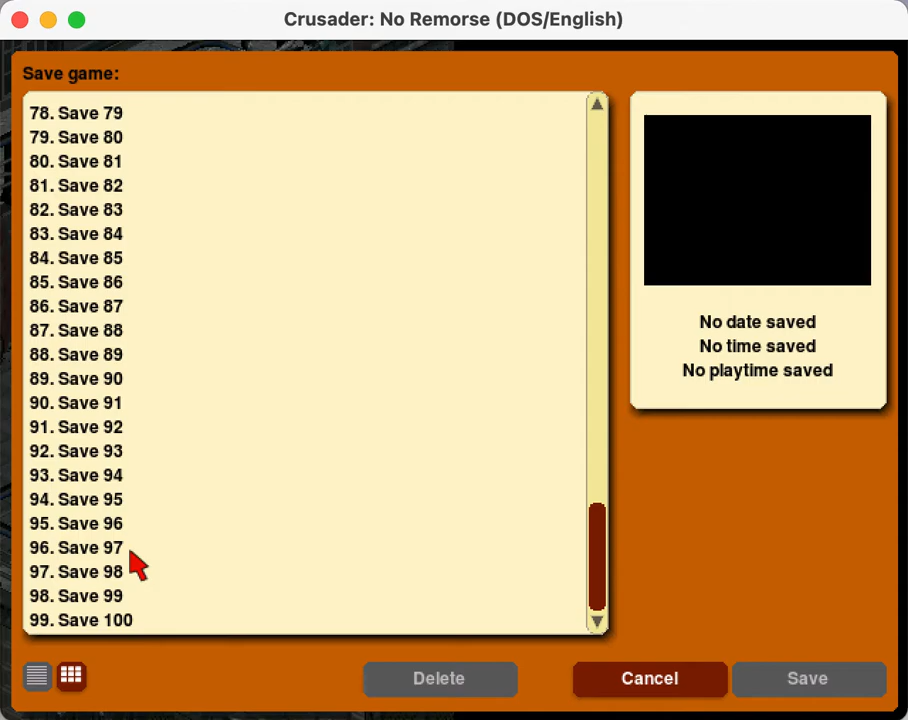 Crusader: No Remorse (DOS/English)
Save game:
78. Save 79
79. Save 80
80. Save 81
81. Save 82
82. Save 83
83. Save 84
84. Save 85
85. Save 86
86. Save 87
87. Save 88
88. Save 89
89. Save 90
90. Save 91
91. Save 92
92. Save 93
93. Save 94
94. Save 95
95. Save 96
96. Save 97
97. Save 98
98. Save 99
99. Save 100
No date saved
No time saved
No playtime saved
Delete
Cancel
Save